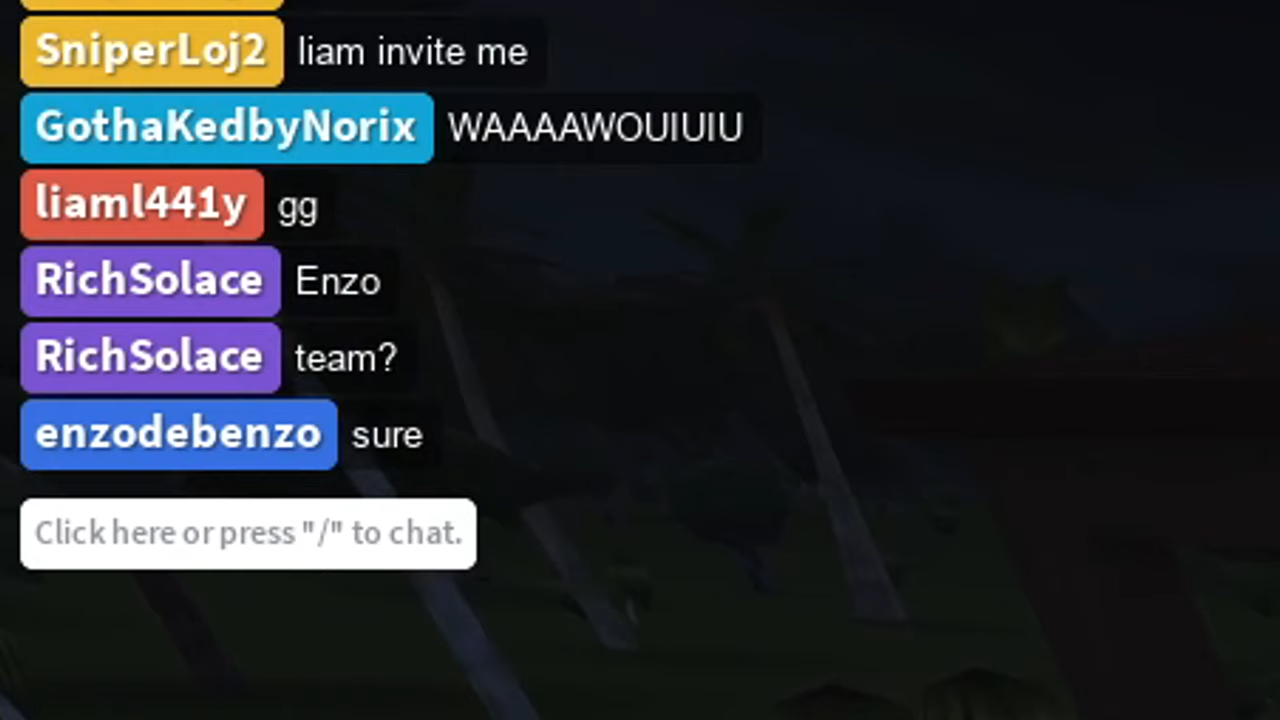 SniperLoj2 liam invite me
GothaKedbyNorix WAAAAWOUIUIU
liaml441y gg
RichSolace Enzo
RichSolace team?
enzodebenzo sure
Click here or press "/" to chat.